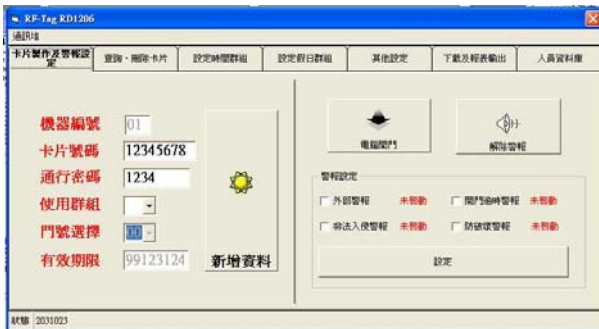 RF-Tag RD1206
通訊埠
卡片製作及警報設定
查詢、刪除卡片
設定時間群組
設定假日群組
其他設定
下載及報表輸出
人員資料庫
機器編號 01
卡片號碼 12345678
通行密碼 1234
使用群組
門號選擇 00
有效期限 99123124
新增資料
電腦開門
解除警報
警報設定
外部警報 未啟動
開門逾時警報 未啟動
非法入侵警報 未啟動
防破壞警報 未啟動
設定
狀態 2031023